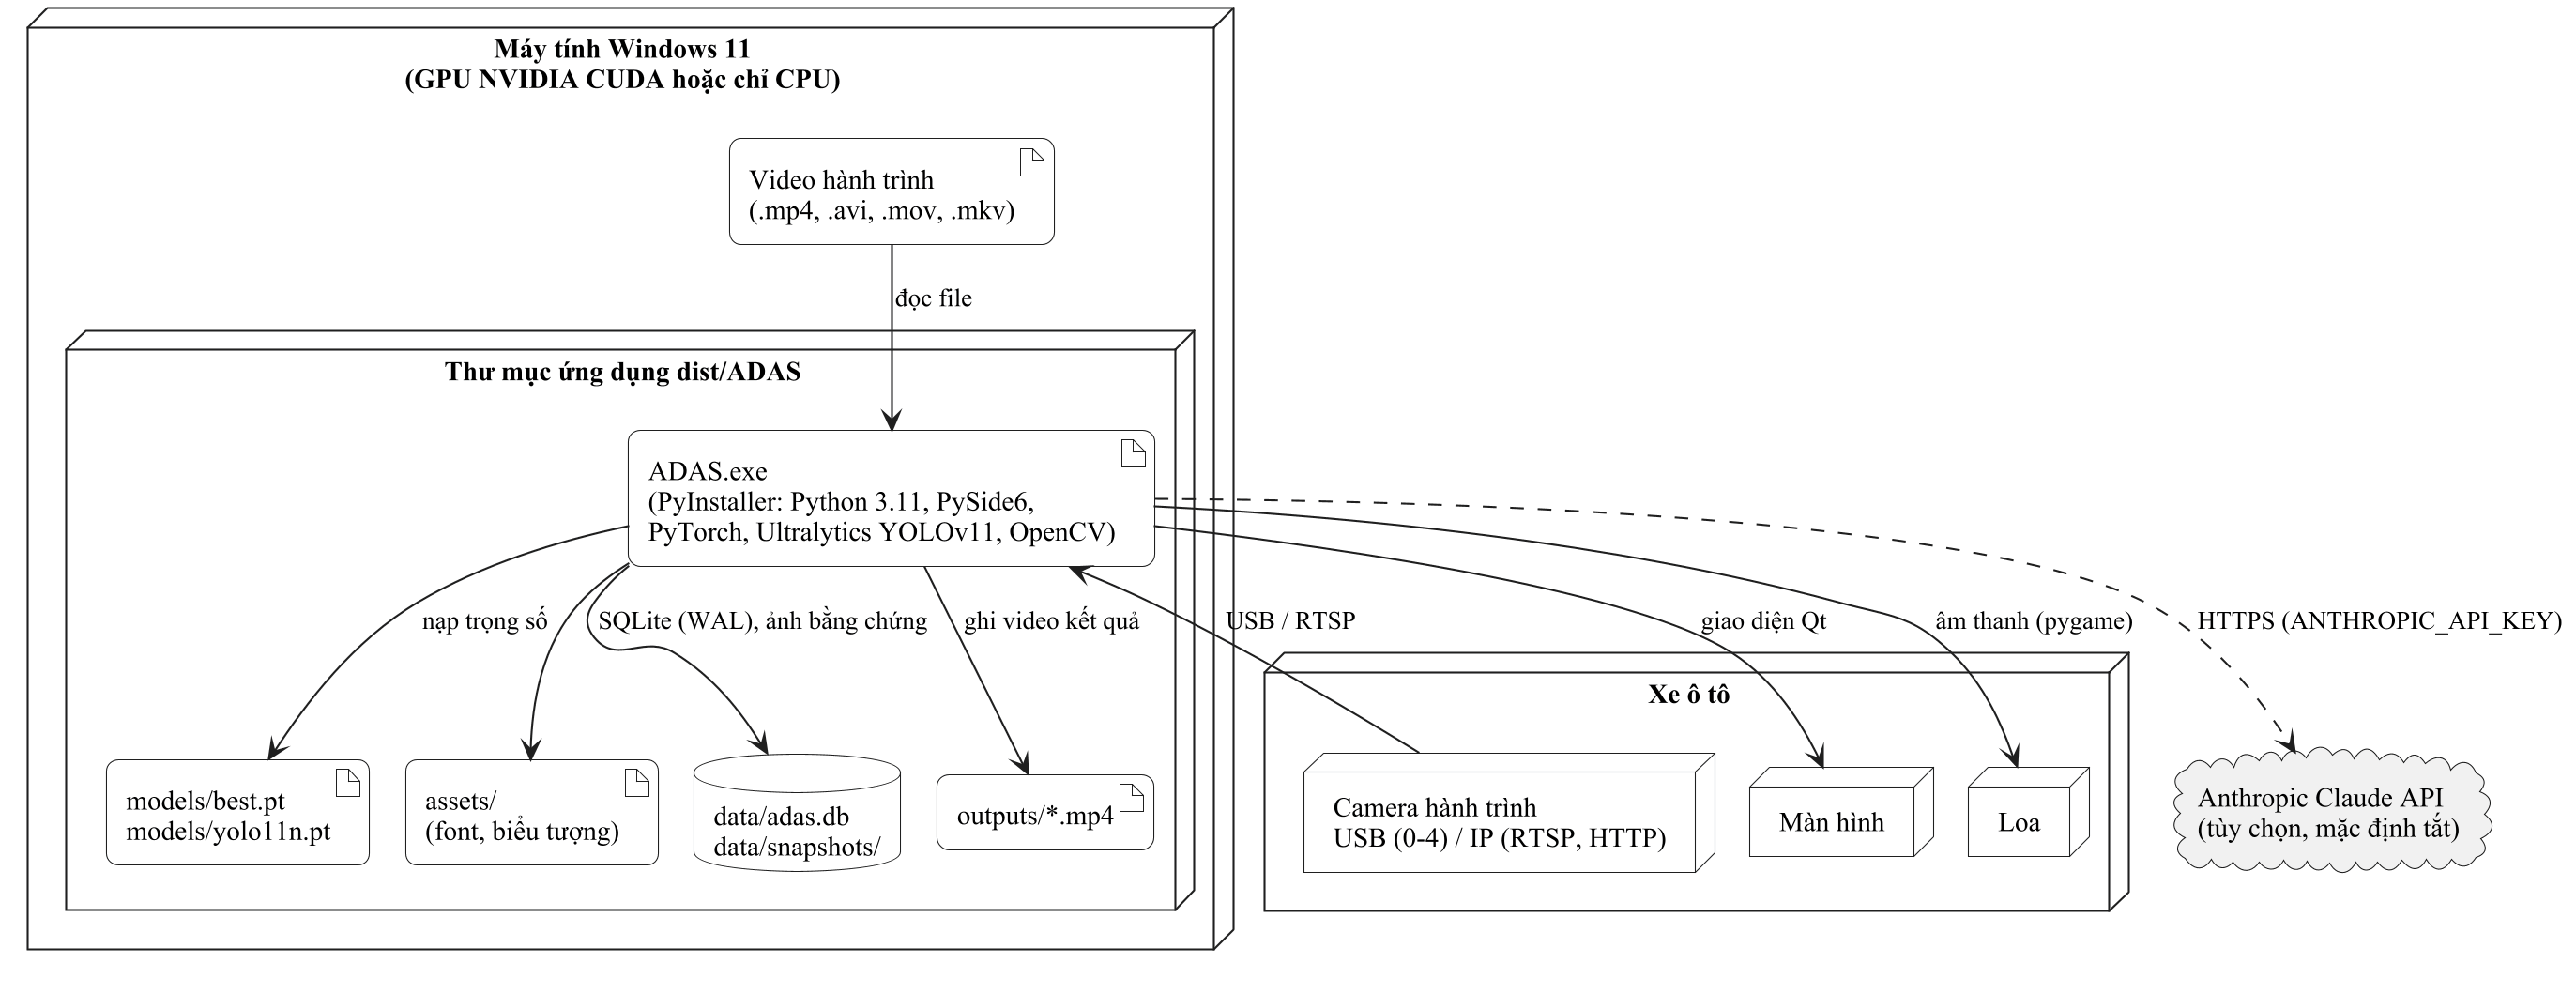 Máy tính Windows 11
(GPU NVIDIA CUDA hoặc chỉ CPU)
Video hành trình
(.mp4, .avi, .mov, .mkv)
đọc file
Thư mục ứng dụng dist/ADAS
ADAS.exe
(PyInstaller: Python 3.11, PySide6,
PyTorch, Ultralytics YOLOv11, OpenCV)
nạp trọng số
SQLite (WAL), ảnh bằng chứng
ghi video kết quả
USB / RTSP
giao diện Qt
âm thanh (pygame)
HTTPS (ANTHROPIC_API_KEY)
models/best.pt
models/yolo11n.pt
assets/
(font, biểu tượng)
data/adas.db
data/snapshots/
outputs/*.mp4
Xe ô tô
Camera hành trình
USB (0-4) / IP (RTSP, HTTP)
Màn hình
Loa
Anthropic Claude API
(tùy chọn, mặc định tắt)